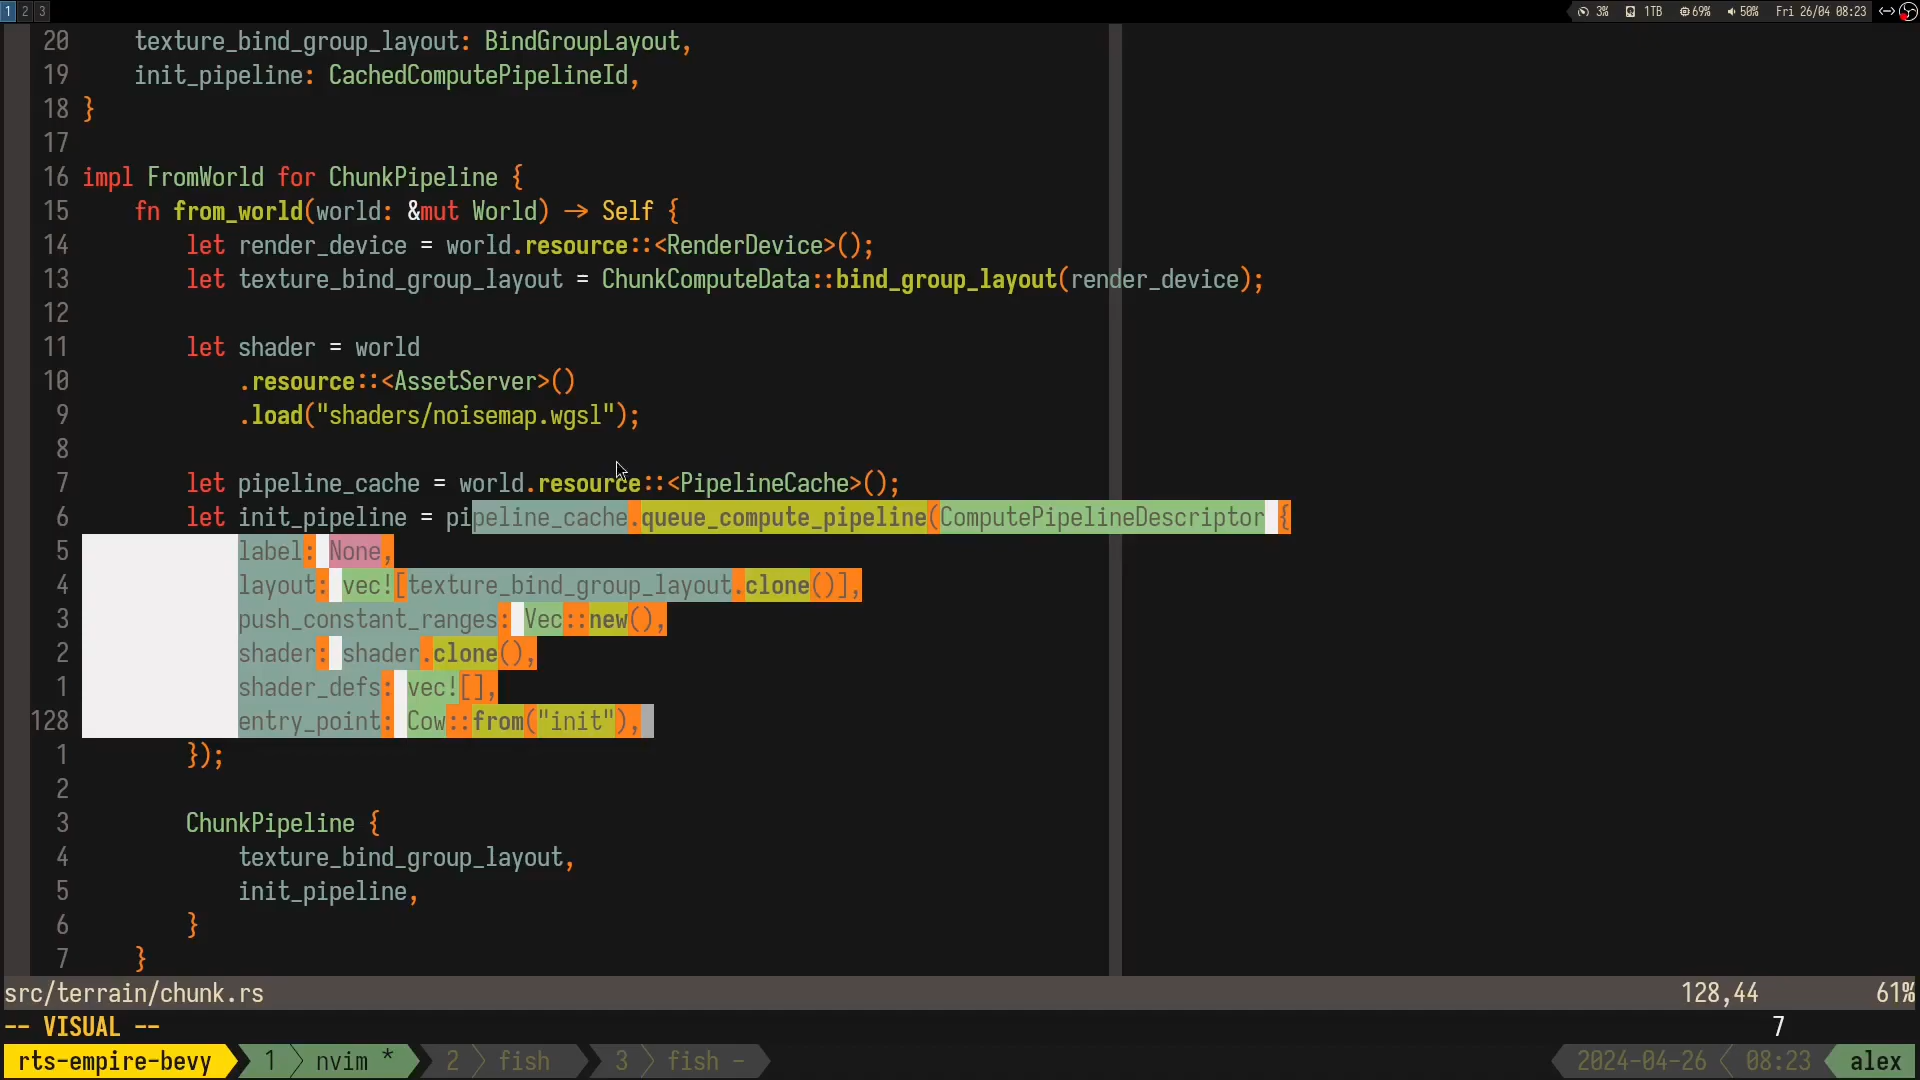 1 2 3 3% 1TB 69% 50% Fri 26/04 08:23
20 texture_bind_group_layout: BindGroupLayout,
19 init_pipeline: CachedComputePipelineId,
18 }
17
16 impl FromWorld for ChunkPipeline {
15 fn from_world(world: &mut World) -> Self {
14 let render_device = world.resource::<RenderDevice>();
13 let texture_bind_group_layout = ChunkComputeData::bind_group_layout(render_device);
12
11 let shader = world
10 .resource::<AssetServer>()
9 .load("shaders/noisemap.wgsl");
8
7 let pipeline_cache = world.resource::<PipelineCache>();
6 let init_pipeline = pipeline_cache.queue_compute_pipeline(ComputePipelineDescriptor {
5 label: None,
4 layout: vec![texture_bind_group_layout.clone()],
3 push_constant_ranges: Vec::new(),
2 shader: shader.clone(),
1 shader_defs: vec![],
128 entry_point: Cow::from("init"),
1 });
2
3 ChunkPipeline {
4 texture_bind_group_layout,
5 init_pipeline,
6 }
7 }
src/terrain/chunk.rs 128,44 61%
-- VISUAL -- 7
rts-empire-bevy 1 nvim * 2 fish 3 fish - 2024-04-26 08:23 alex